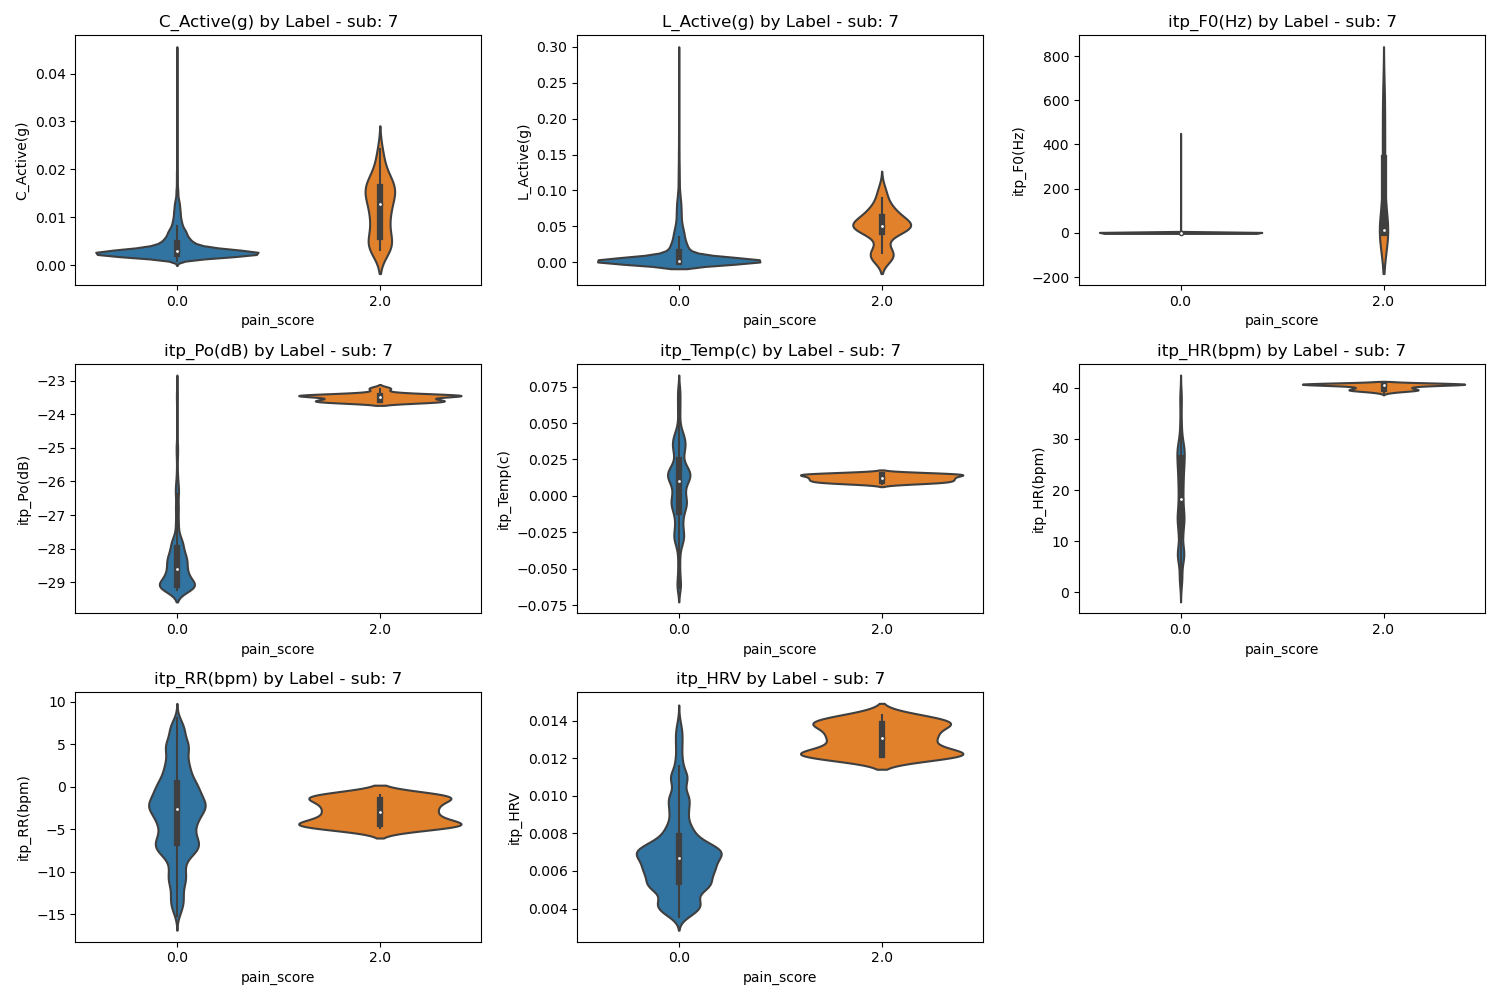 C_Active(g) by Label - sub: 7
C_Active(g)
0.04
0.03
0.02
0.01
0.00
0.0 2.0
pain_score
L_Active(g) by Label - sub: 7
L_Active(g)
0.30
0.25
0.20
0.15
0.10
0.05
0.00
0.0 2.0
pain_score
itp_F0(Hz) by Label - sub: 7
itp_F0(Hz)
800
600
400
200
0
−200
0.0 2.0
pain_score
itp_Po(dB) by Label - sub: 7
itp_Po(dB)
−23
−24
−25
−26
−27
−28
−29
0.0 2.0
pain_score
itp_Temp(c) by Label - sub: 7
itp_Temp(c)
0.075
0.050
0.025
0.000
−0.025
−0.050
−0.075
0.0 2.0
pain_score
itp_HR(bpm) by Label - sub: 7
itp_HR(bpm)
40
30
20
10
0
0.0 2.0
pain_score
itp_RR(bpm) by Label - sub: 7
itp_RR(bpm)
10
5
0
−5
−10
−15
0.0 2.0
pain_score
itp_HRV by Label - sub: 7
itp_HRV
0.014
0.012
0.010
0.008
0.006
0.004
0.0 2.0
pain_score